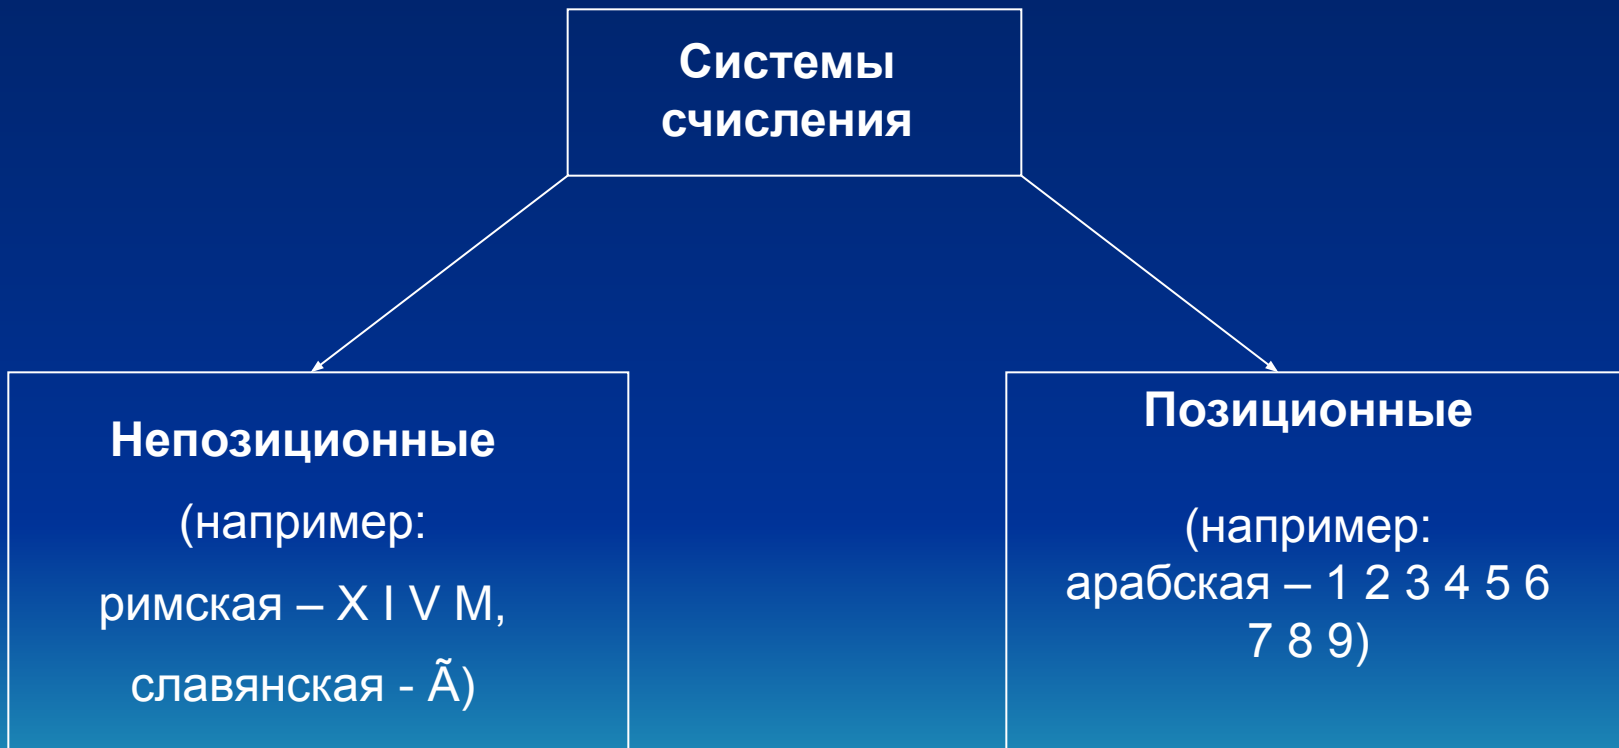 Системы
счисления
Непозиционные
(например:
римская – X I V M,
славянская - Ã)
Позиционные
(например:
арабская – 1 2 3 4 5 6
7 8 9)